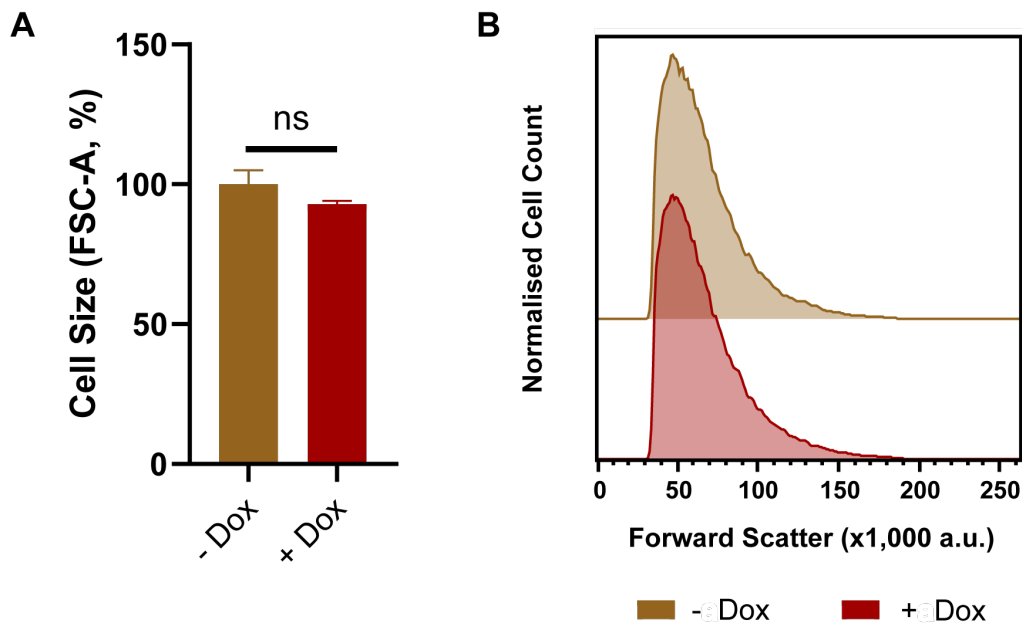 A
Cell Size (FSC-A, %)
150
100
50
0
ns
- Dox
+ Dox
B
Normalised Cell Count
0 50 100 150 200 250
Forward Scatter (x1,000 a.u.)
- Dox
+ Dox